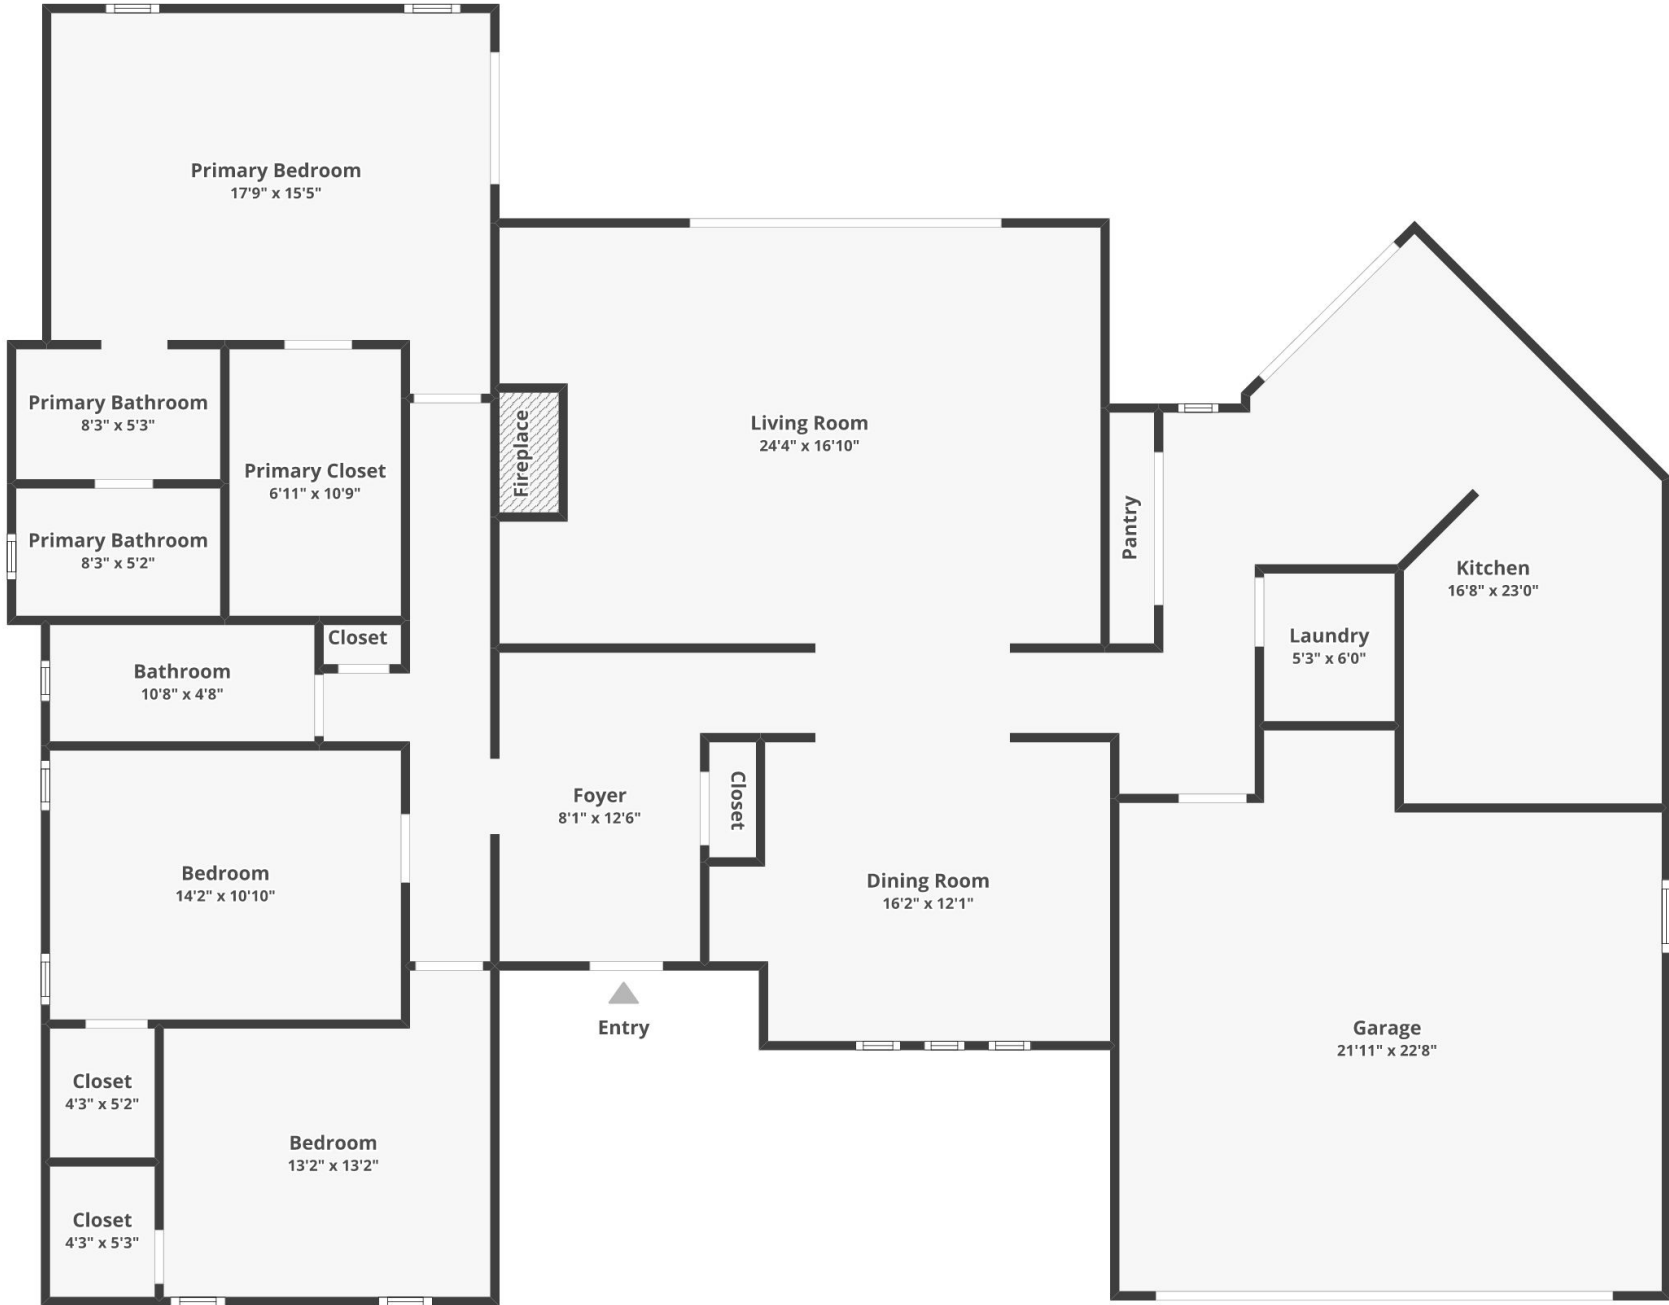 Primary Bedroom
17'9" x 15'5"
Primary Bathroom
8'3" x 5'3"
Primary Closet
6'11" x 10'9"
Fireplace
Living Room
24'4" x 16'10"
Pantry
Primary Bathroom
8'3" x 5'2"
Kitchen
16'8" x 23'0"
Closet
Laundry
5'3" x 6'0"
Bathroom
10'8" x 4'8"
Foyer
8'1" x 12'6"
Closet
Bedroom
14'2" x 10'10"
Dining Room
16'2" x 12'1"
Entry
Garage
21'11" x 22'8"
Closet
4'3" x 5'2"
Bedroom
13'2" x 13'2"
Closet
4'3" x 5'3"